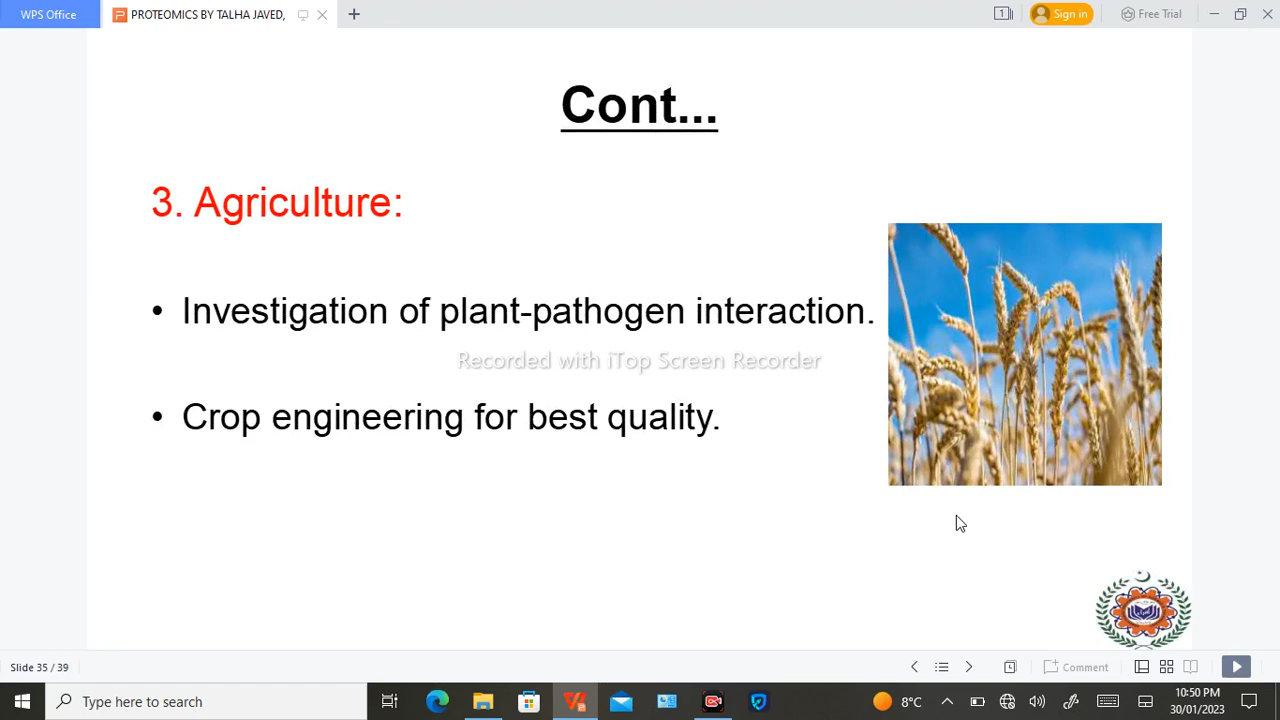 WPS Office
PROTEOMICS BY TALHA JAVED,
1
Sign in
Free Trial
Cont...
3. Agriculture:
• Investigation of plant-pathogen interaction.
Recorded with iTop Screen Recorder
• Crop engineering for best quality.
Slide 35 / 39
Comment
Type here to search
8°C
10:50 PM
30/01/2023